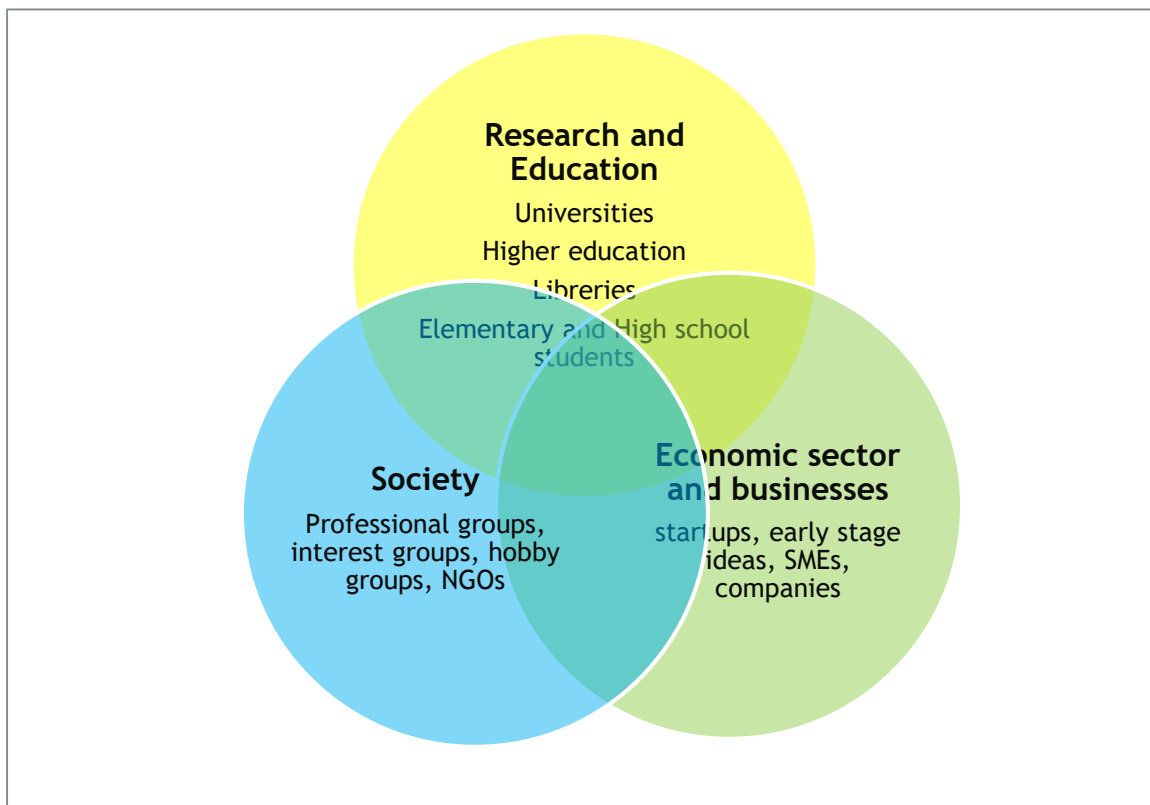 Research and
Education
Universities
Higher education
Libreries
Elementary and High school
students
Society
Professional groups,
interest groups, hobby
groups, NGOs
Economic sector
and businesses
startups, early stage
ideas, SMEs,
companies